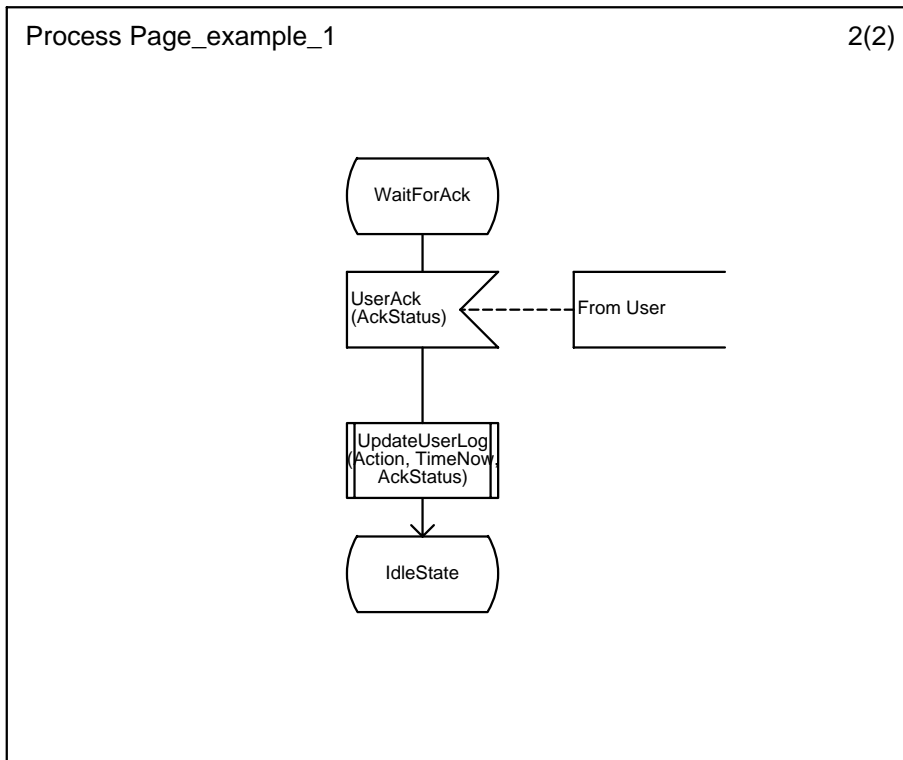 Process Page_example_1
2(2)
WaitForAck
UserAck
(AckStatus)
From User
UpdateUserLog
(Action, TimeNow,
AckStatus)
IdleState